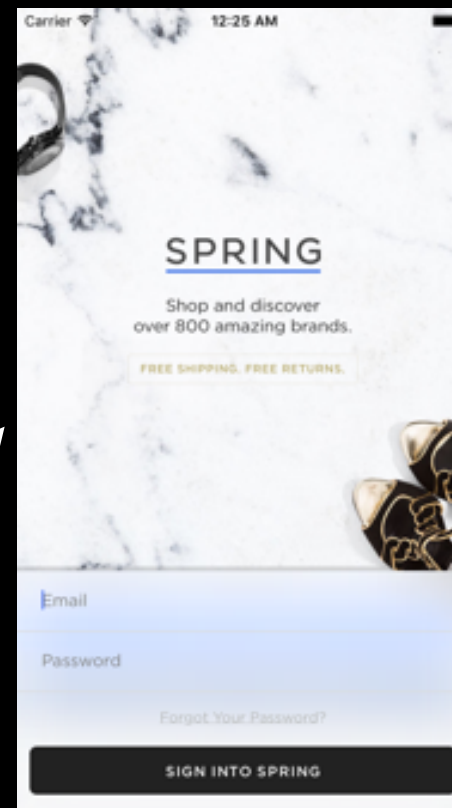 Carrier 12:25 AM
SPRING
Shop and discover
over 800 amazing brands.
FREE SHIPPING. FREE RETURNS.
Email
Password
Forgot Your Password?
SIGN INTO SPRING